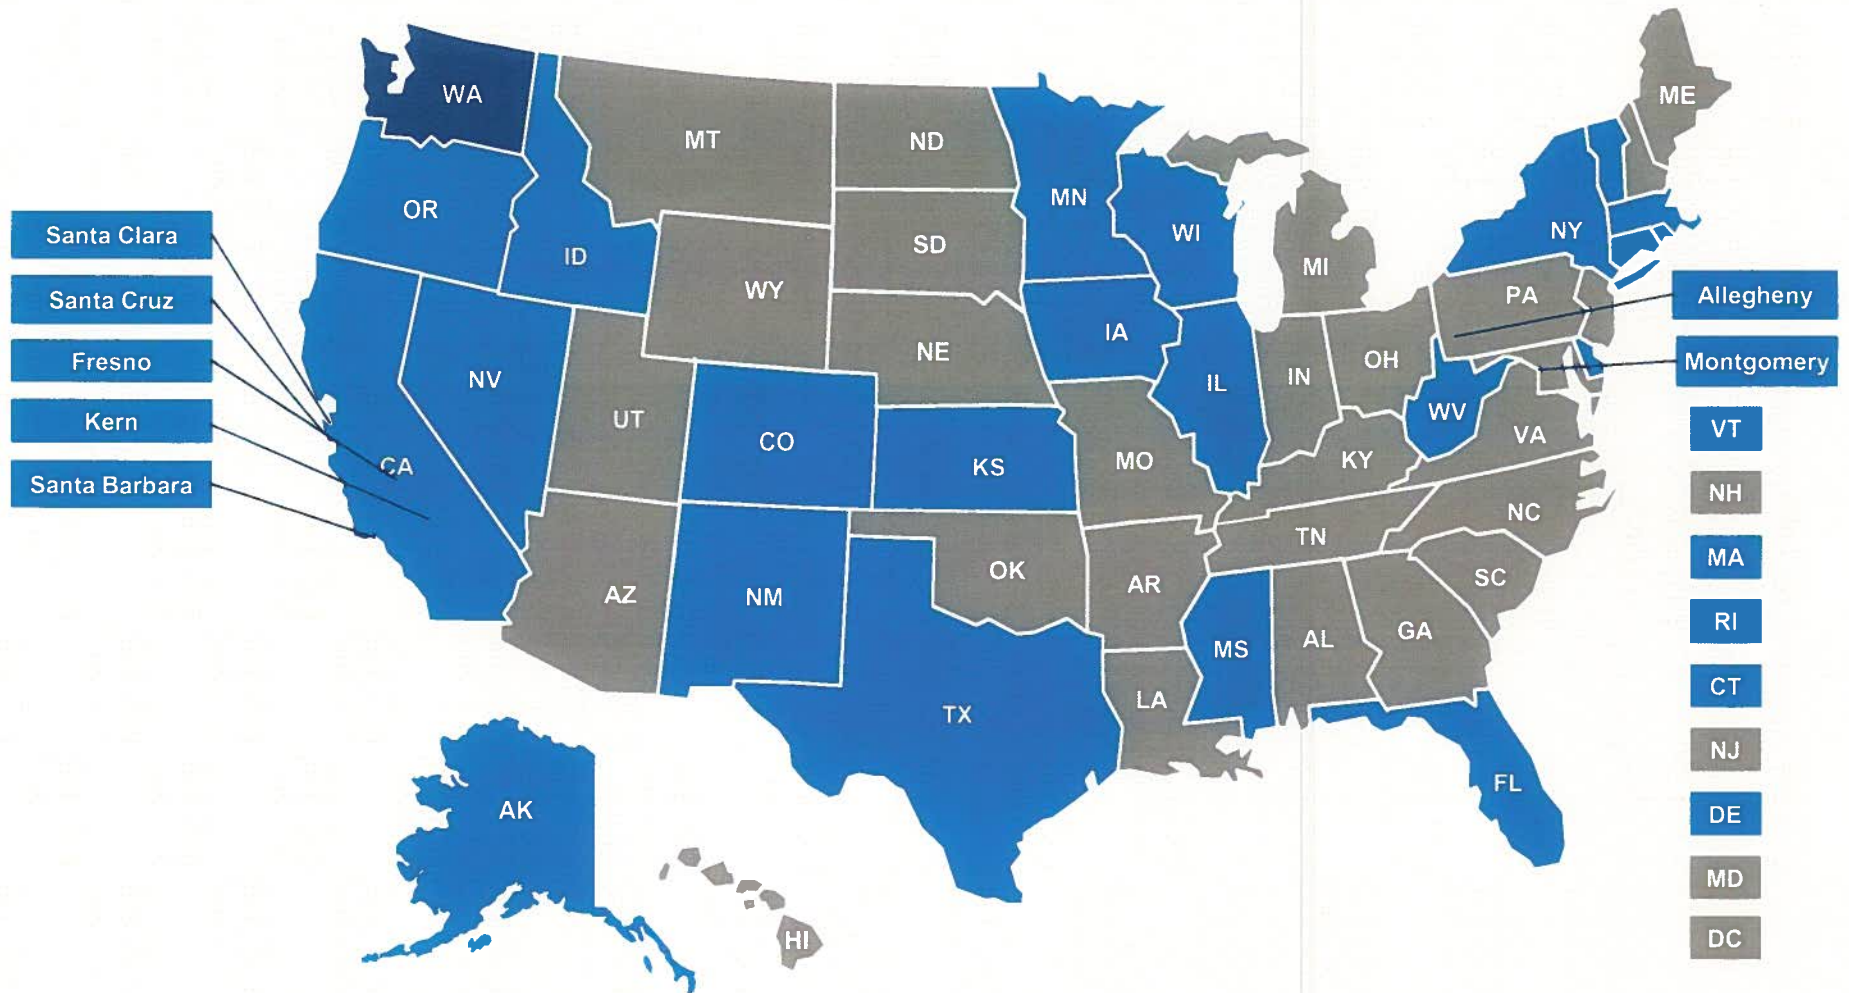 WA
ME
MT
ND
MN
OR
WI
NY
Santa Clara
SD
ID
MI
WY
PA
Allegheny
Santa Cruz
IA
NE
OH
Montgomery
Fresno
NV
IN
IL
WV
Kern
UT
CO
VT
VA
CA
KS
MO
KY
Santa Barbara
NH
NC
TN
MA
OK
AR
SC
AZ
NM
GA
RI
AL
MS
CT
LA
TX
NJ
FL
AK
DE
MD
HI
DC